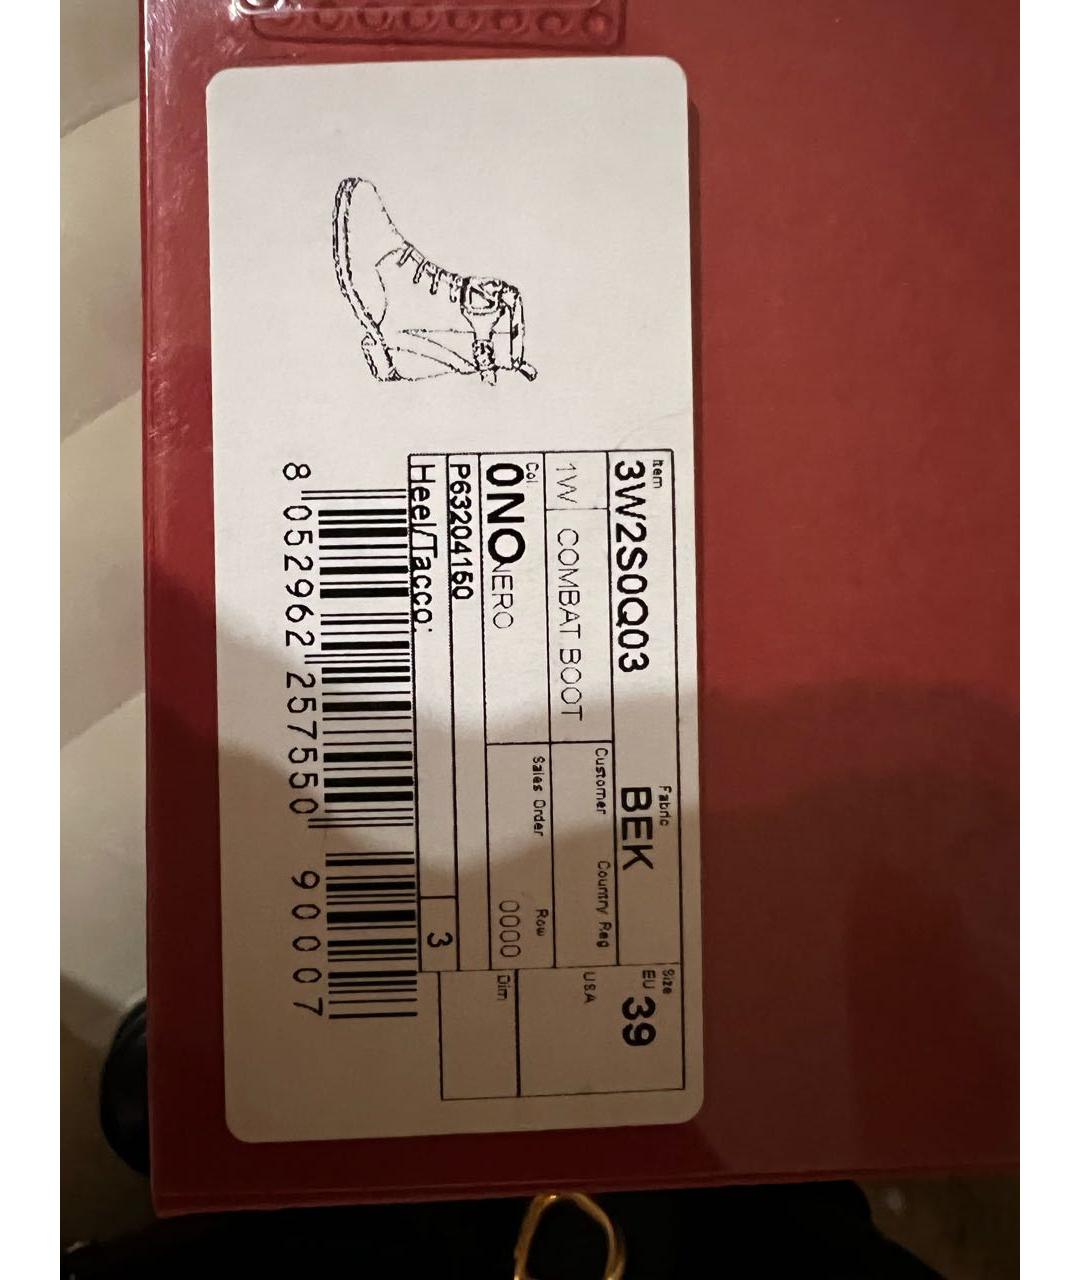 Item
Fabric
Size
3W2S0Q03
BEK
EU 39
1W
COMBAT BOOT
Customer
Country Reg
USA
Col.
0NO
NERO
Sales Order
Row
0000
Dim
P63204150
Heel/Tacco:
3
8 052962 257550 90007